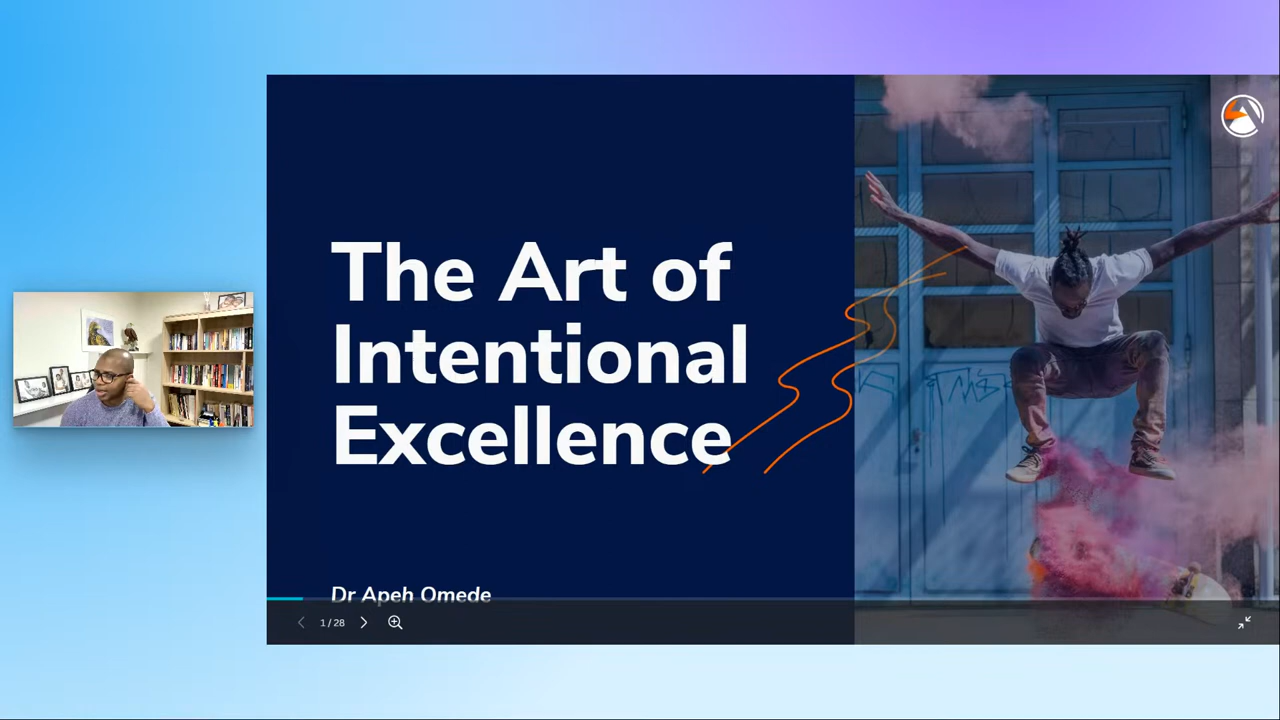 The Art of
Intentional
Excellence
Dr Apeh Omede
1 / 28